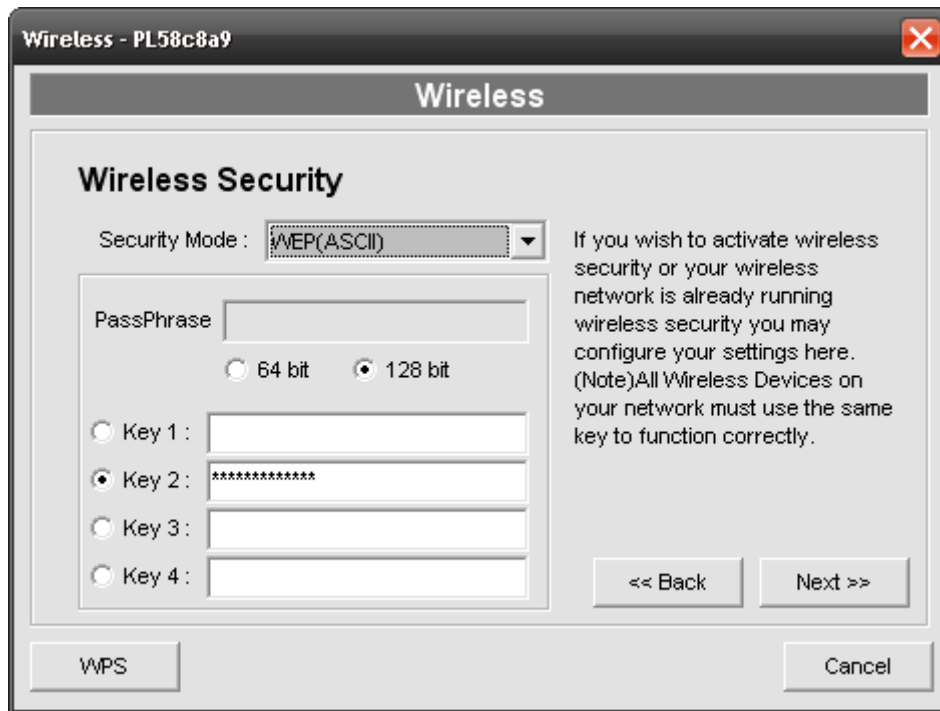 Wireless - PL58c8a9
Wireless
Wireless Security
Security Mode : WEP(ASCII)
If you wish to activate wireless
security or your wireless
network is already running
wireless security you may
configure your settings here.
(Note)All Wireless Devices on
your network must use the same
key to function correctly.
PassPhrase
64 bit 128 bit
Key 1 :
Key 2 : *************
Key 3 :
Key 4 :
<< Back Next >>
WPS Cancel